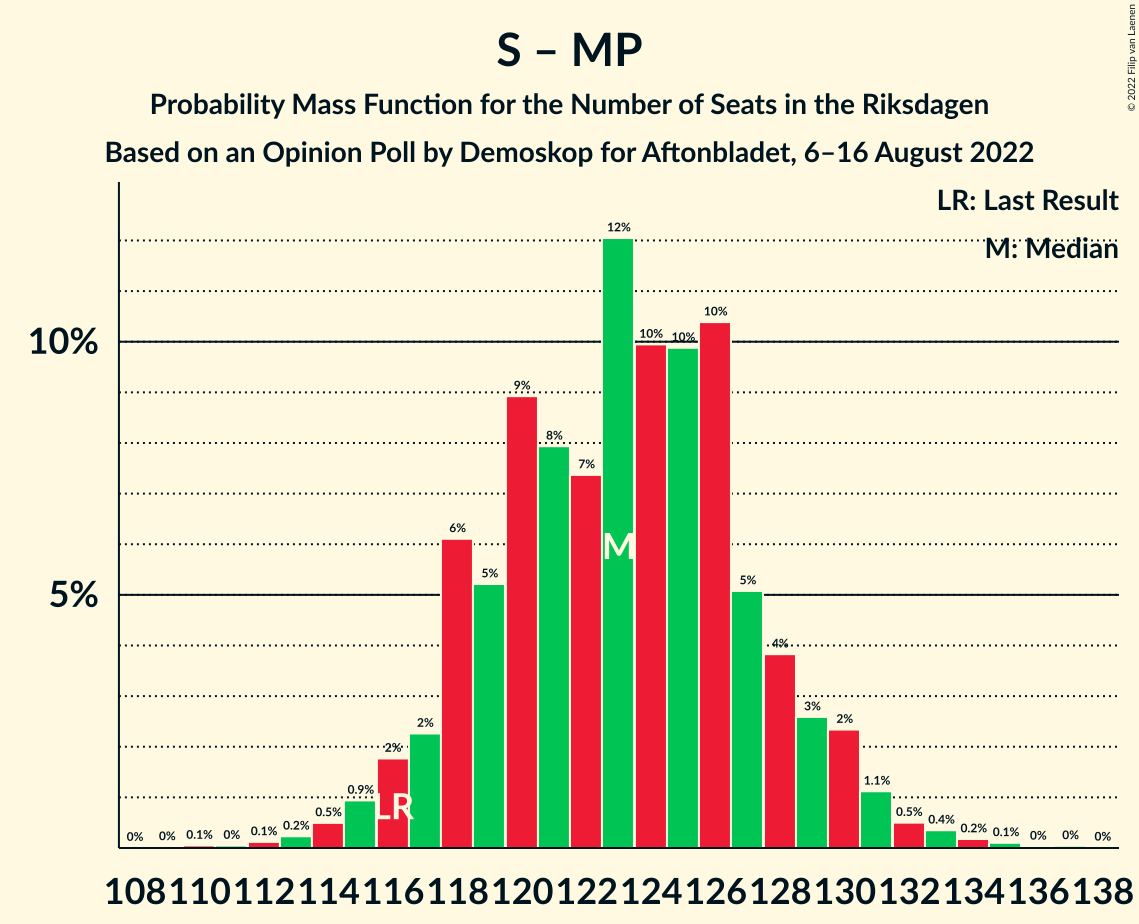 S – MP
Probability Mass Function for the Number of Seats in the Riksdagen
Based on an Opinion Poll by Demoskop for Aftonbladet, 6–16 August 2022
© 2022 Filip van Laenen
LR: Last Result
M: Median
10%
5%
0% 0% 0.1% 0% 0.1% 0.2% 0.5% 0.9% 2% 2% 6% 5% 9% 8% 7% 12% 10% 10% 10% 5% 4% 3% 2% 1.1% 0.5% 0.4% 0.2% 0.1% 0% 0% 0%
M
LR
108 110 112 114 116 118 120 122 124 126 128 130 132 134 136 138